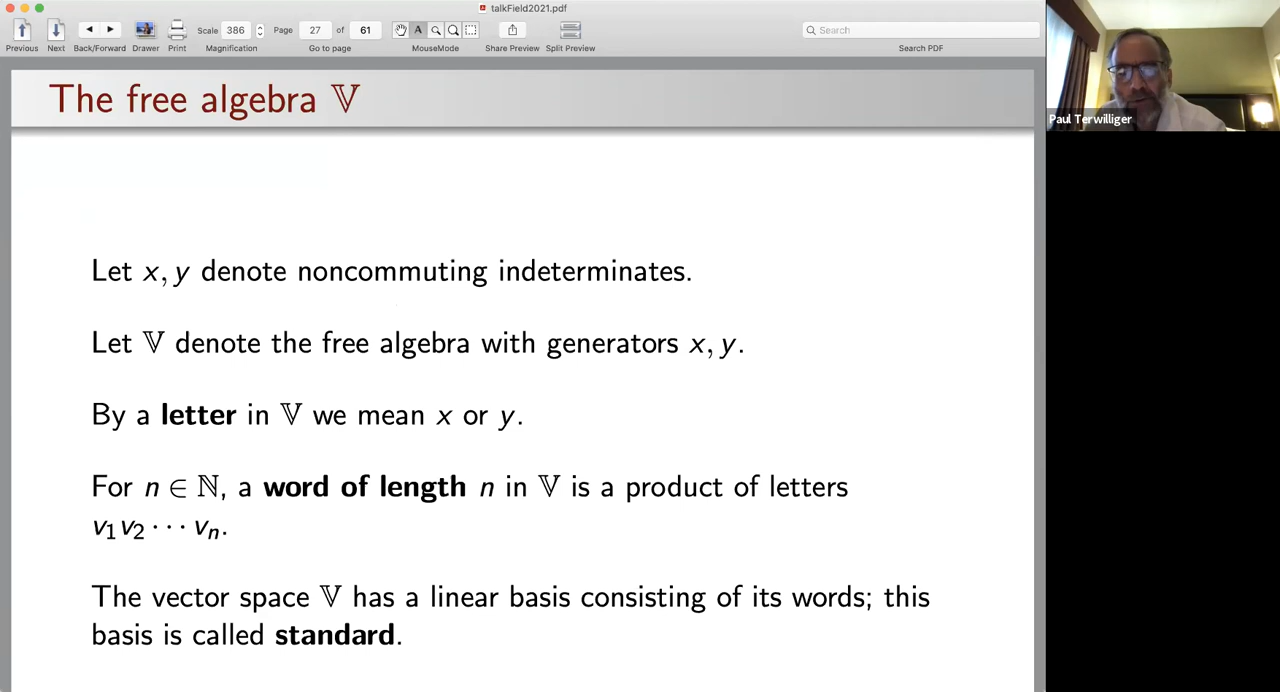 talkField2021.pdf
Scale 386 Page 27 of 61 Search
Previous Next Back/Forward Drawer Print Magnification Go to page MouseMode Share Preview Split Preview Search PDF
The free algebra 𝕍
Paul Terwilliger
Let x, y denote noncommuting indeterminates.
Let 𝕍 denote the free algebra with generators x, y.
By a letter in 𝕍 we mean x or y.
For n ∈ ℕ, a word of length n in 𝕍 is a product of letters
v₁v₂ ⋯ vₙ.
The vector space 𝕍 has a linear basis consisting of its words; this
basis is called standard.